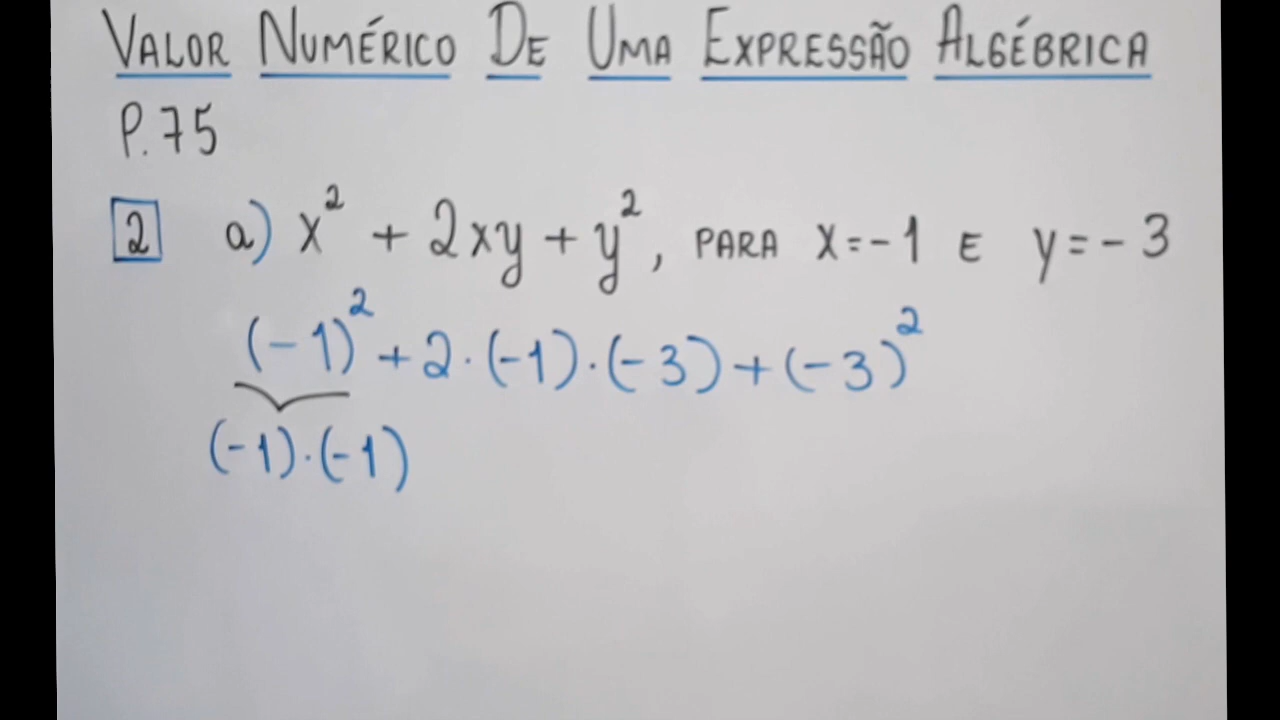 VALOR NUMÉRICO DE UMA EXPRESSÃO ALGÉBRICA
P.75
2 a) x² + 2xy + y², PARA x=-1 E y=-3
(-1)² + 2·(-1)·(-3)+(-3)²
(-1)·(-1)